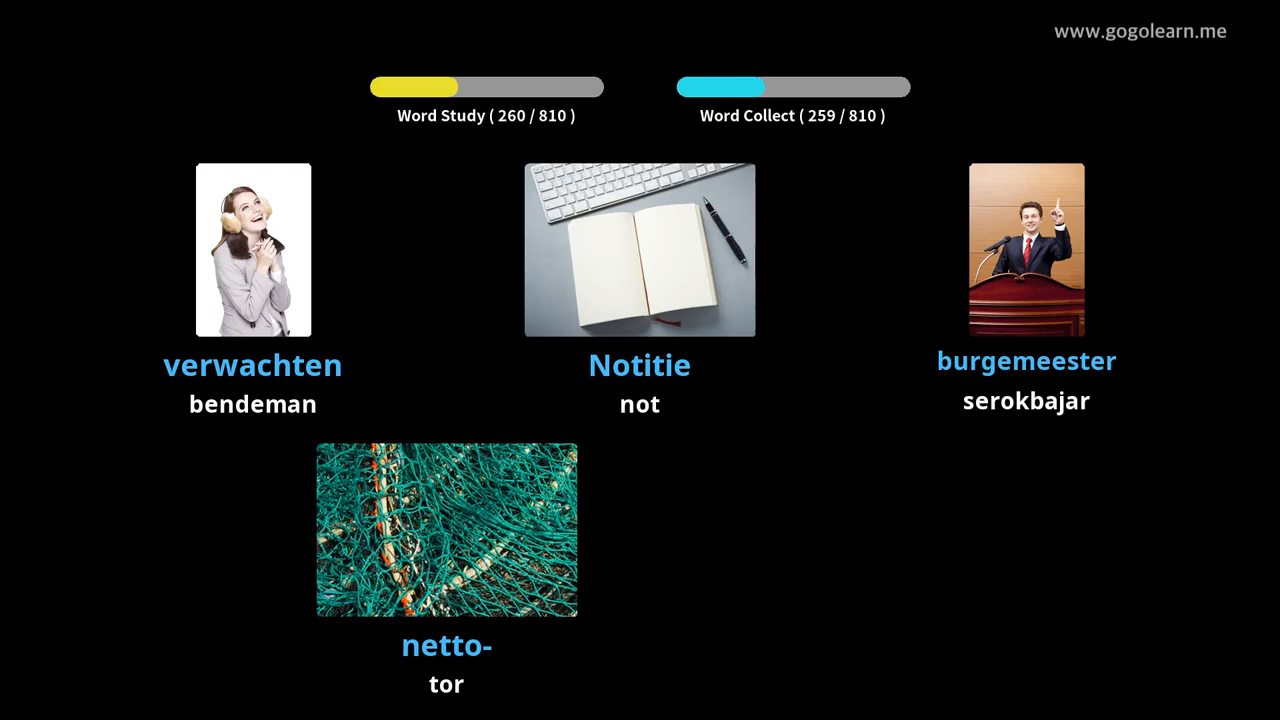 www.gogolearn.me
Word Study ( 260 / 810 )
Word Collect ( 259 / 810 )
verwachten
bendeman
Notitie
not
burgemeester
serokbajar
netto-
tor